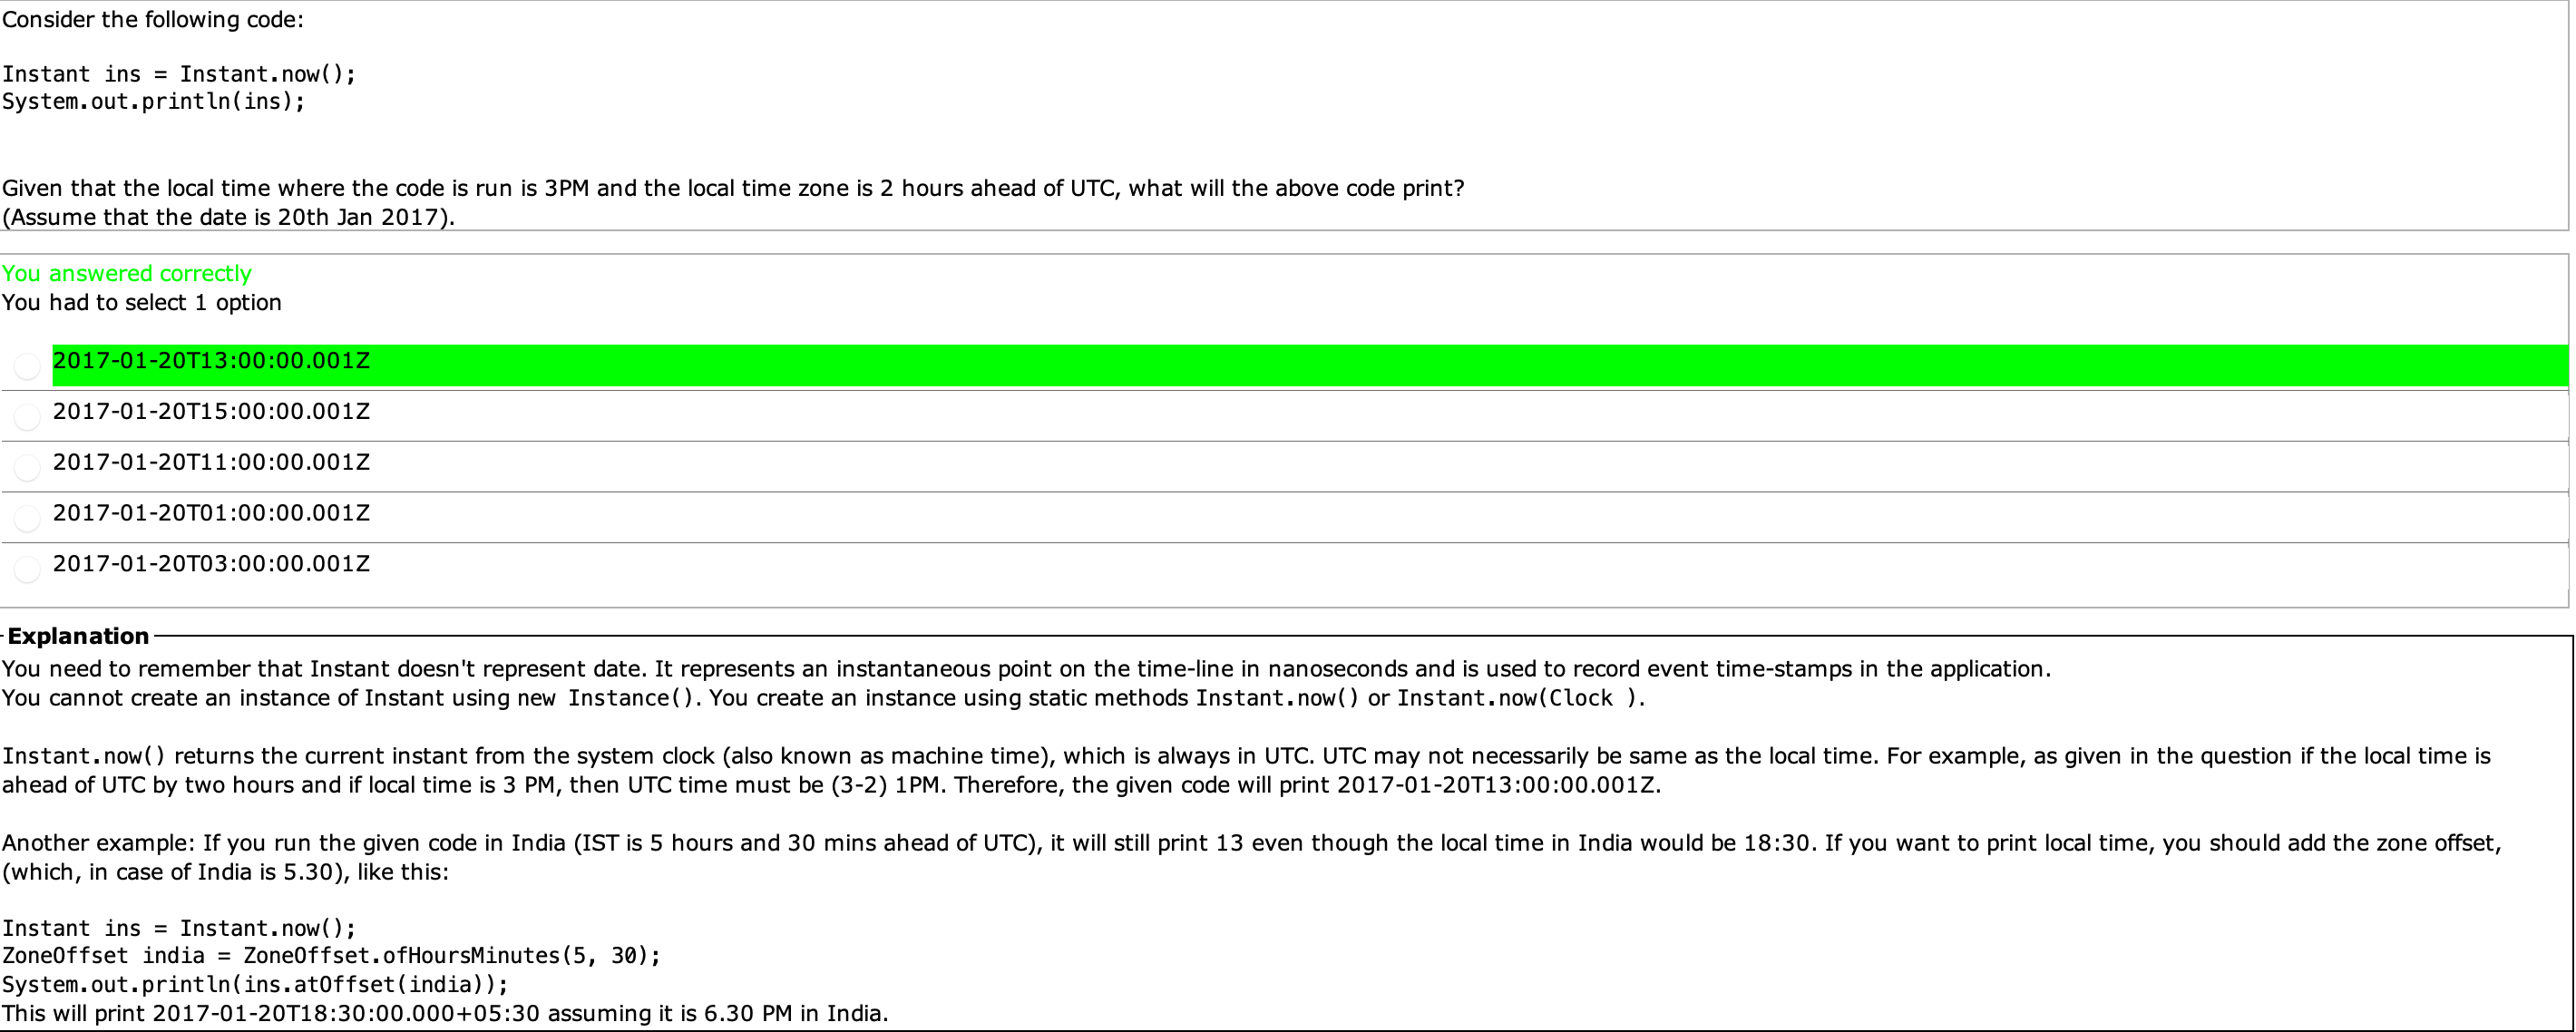 Consider the following code:
Instant ins = Instant.now();
System.out.println(ins);
Given that the local time where the code is run is 3PM and the local time zone is 2 hours ahead of UTC, what will the above code print?
(Assume that the date is 20th Jan 2017).
You answered correctly
You had to select 1 option
2017-01-20T13:00:00.001Z
2017-01-20T15:00:00.001Z
2017-01-20T11:00:00.001Z
2017-01-20T01:00:00.001Z
2017-01-20T03:00:00.001Z
Explanation
You need to remember that Instant doesn't represent date. It represents an instantaneous point on the time-line in nanoseconds and is used to record event time-stamps in the application.
You cannot create an instance of Instant using new Instance(). You create an instance using static methods Instant.now() or Instant.now(Clock ).
Instant.now() returns the current instant from the system clock (also known as machine time), which is always in UTC. UTC may not necessarily be same as the local time. For example, as given in the question if the local time is
ahead of UTC by two hours and if local time is 3 PM, then UTC time must be (3-2) 1PM. Therefore, the given code will print 2017-01-20T13:00:00.001Z.
Another example: If you run the given code in India (IST is 5 hours and 30 mins ahead of UTC), it will still print 13 even though the local time in India would be 18:30. If you want to print local time, you should add the zone offset,
(which, in case of India is 5.30), like this:
Instant ins = Instant.now();
ZoneOffset india = ZoneOffset.ofHoursMinutes(5, 30);
System.out.println(ins.atOffset(india));
This will print 2017-01-20T18:30:00.000+05:30 assuming it is 6.30 PM in India.